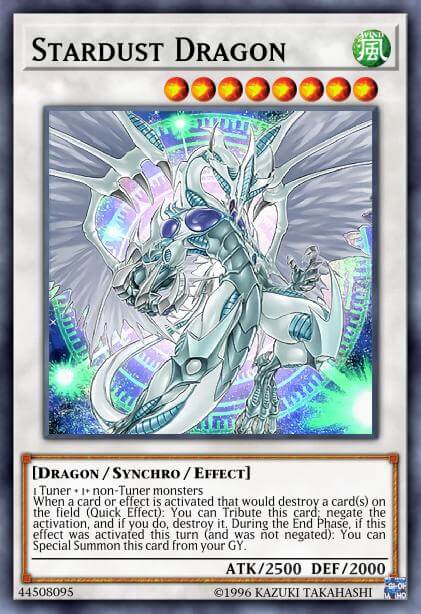 STARDUST DRAGON
WIND
風
[DRAGON / SYNCHRO / EFFECT]
1 Tuner + 1+ non-Tuner monsters
When a card or effect is activated that would destroy a card(s) on
the field (Quick Effect): You can Tribute this card; negate the
activation, and if you do, destroy it. During the End Phase, if this
effect was activated this turn (and was not negated): You can
Special Summon this card from your GY.
ATK/2500 DEF/2000
44508095
©1996 KAZUKI TAKAHASHI